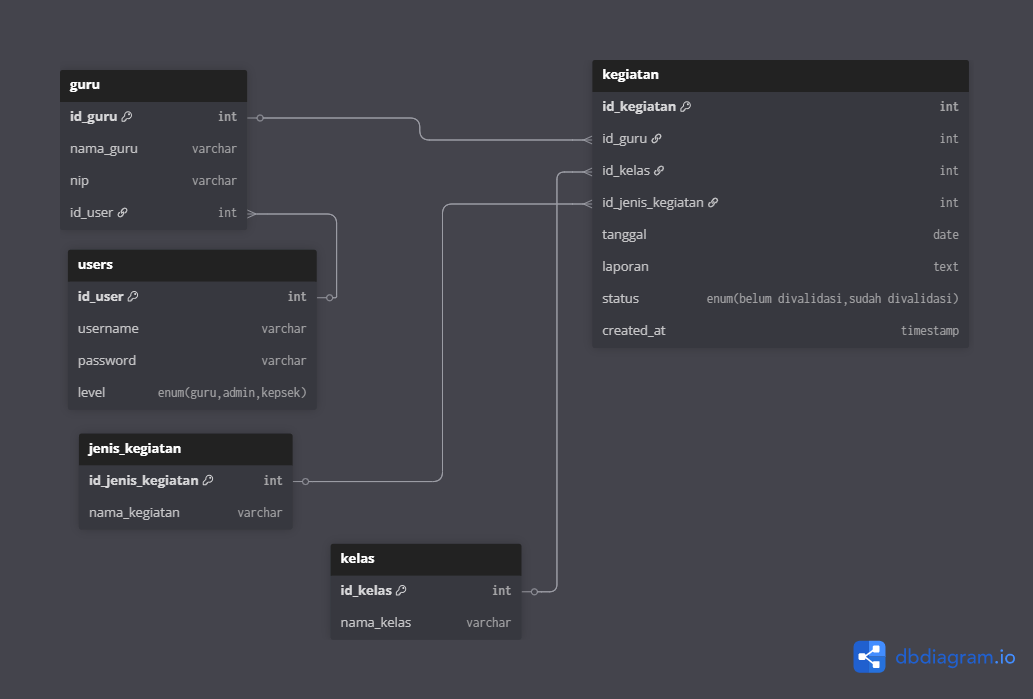 guru
id_guru int
nama_guru varchar
nip varchar
id_user int
users
id_user int
username varchar
password varchar
level enum(guru,admin,kepsek)
jenis_kegiatan
id_jenis_kegiatan int
nama_kegiatan varchar
kelas
id_kelas int
nama_kelas varchar
kegiatan
id_kegiatan int
id_guru int
id_kelas int
id_jenis_kegiatan int
tanggal date
laporan text
status enum(belum divalidasi,sudah divalidasi)
created_at timestamp
dbdiagram.io